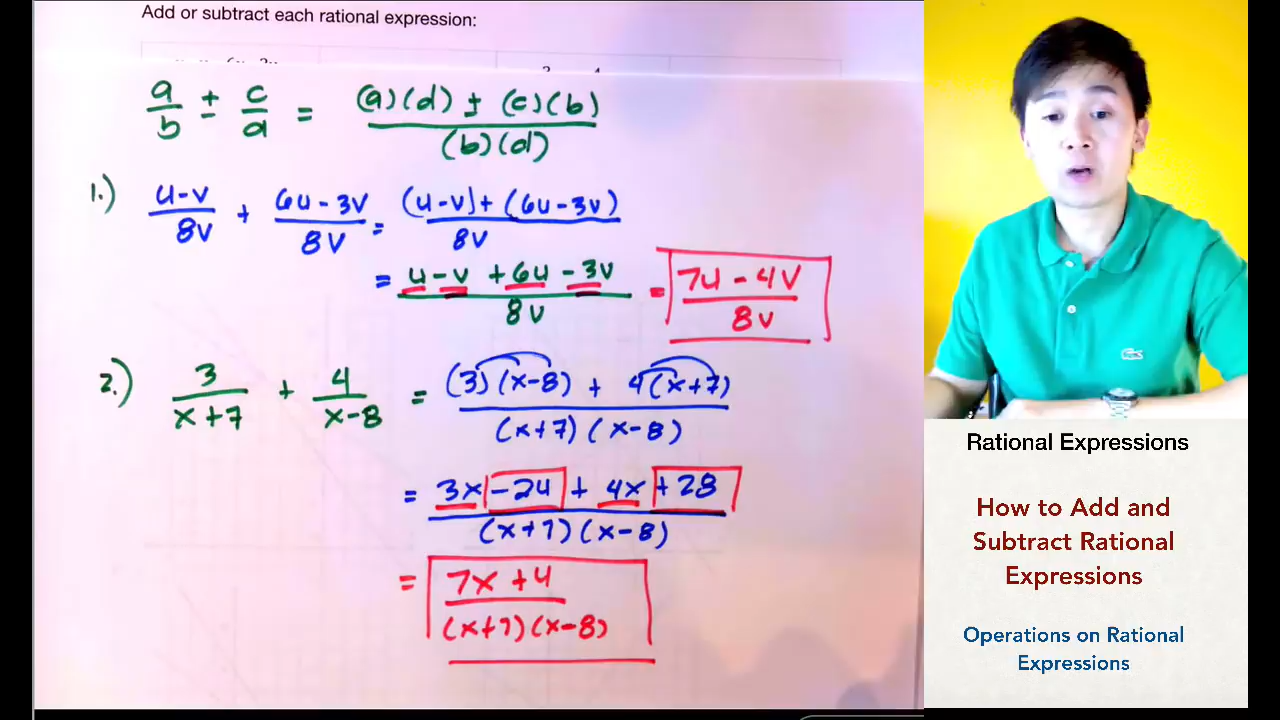 Add or subtract each rational expression:
a/b ± c/a = (a)(d) ± (c)(b) / (b)(d)
1.) u-v/8v + 6u-3v/8v = (u-v)+(6u-3v)/8v
= u-v+6u-3v/8v = 7u-4v/8v
2.) 3/x+7 + 4/x-8 = (3)(x-8) + 4(x+7)/(x+7)(x-8)
= 3x-24+4x+28/(x+7)(x-8)
= 7x+4/(x+7)(x-8)
Rational Expressions
How to Add and
Subtract Rational
Expressions
Operations on Rational
Expressions